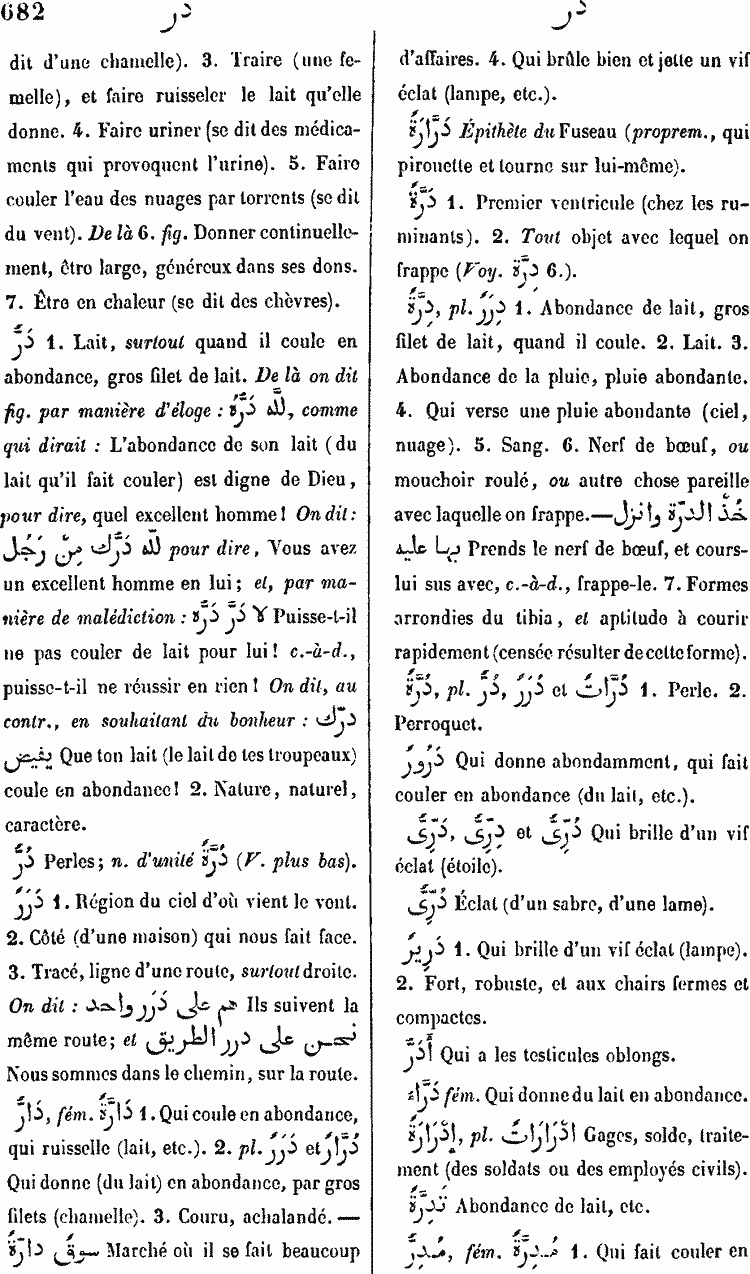 682
در
در
dit d'une chamelle). 3. Traire (une fe-
melle), et faire ruisseler le lait qu'elle
donne. 4. Faire uriner (se dit des médica-
ments qui provoquent l'urine). 5. Faire
couler l'eau des nuages par torrents (se dit
du vent). De là 6. fig. Donner continuelle-
ment, être large, généreux dans ses dons.
7. Être en chaleur (se dit des chèvres).
دَرٌّ 1. Lait, surtout quand il coule en
abondance, gros filet de lait. De là on dit
fig. par manière d'éloge : لِلّٰهِ دَرُّهُ, comme
qui dirait : L'abondance de son lait (du
lait qu'il fait couler) est digne de Dieu,
pour dire, quel excellent homme! On dit:
لله دَرُّك مِنْ رَجُل pour dire, Vous avez
un excellent homme en lui; et, par ma-
nière de malédiction : لا دَرَّ دَرُّهُ Puisse-t-il
ne pas couler de lait pour lui! c.-à-d.,
puisse-t-il ne réussir en rien! On dit, au
contr., en souhaitant du bonheur : درّك
يفيض Que ton lait (le lait de tes troupeaux)
coule en abondance! 2. Nature, naturel,
caractère.
دُرٌّ Perles; n. d'unité دُرَّةٌ (V. plus bas).
دَرَرٌ 1. Région du ciel d'où vient le vent.
2. Côté (d'une maison) qui nous fait face.
3. Tracé, ligne d'une route, surtout droite.
On dit : هم على دَرَر واحد Ils suivent la
même route; et نحن على درر الطريق
Nous sommes dans le chemin, sur la route.
دَارٌّ, fém. دَارَّةٌ 1. Qui coule en abondance,
qui ruisselle (lait, etc.). 2. pl. دُرَرٌ et دُرَّارٌ
Qui donne (du lait) en abondance, par gros
filets (chamelle). 3. Couru, achalandé. —
سوقٌ دارّةٌ Marché où il se fait beaucoup
d'affaires. 4. Qui brûle bien et jette un vif
éclat (lampe, etc.).
دَرَّارَةٌ Épithète du Fuseau (proprem., qui
pirouette et tourne sur lui-même).
دَرَّةٌ 1. Premier ventricule (chez les ru-
minants). 2. Tout objet avec lequel on
frappe (Voy. دِرَّةٌ 6.).
دِرَّةٌ, pl. دِرَرٌ 1. Abondance de lait, gros
filet de lait, quand il coule. 2. Lait. 3.
Abondance de la pluie, pluie abondante.
4. Qui verse une pluie abondante (ciel,
nuage). 5. Sang. 6. Nerf de bœuf, ou
mouchoir roulé, ou autre chose pareille
avec laquelle on frappe.—خُذْ الدِرّة وانزل
بها عليه Prends le nerf de bœuf, et cours-
lui sus avec, c.-à-d., frappe-le. 7. Formes
arrondies du tibia, et aptitude à courir
rapidement (censée résulter de cette forme).
دُرَّةٌ, pl. دُرٌّ, دُرَرٌ et دُرَّاتٌ 1. Perle. 2.
Perroquet.
دَرُورٌ Qui donne abondamment, qui fait
couler en abondance (du lait, etc.).
دَرِّىٌّ, دِرِّىٌّ et دُرِّىٌّ Qui brille d'un vif
éclat (étoile).
دُرِّىٌّ Éclat (d'un sabre, d'une lame).
دَرِيرٌ 1. Qui brille d'un vif éclat (lampe).
2. Fort, robuste, et aux chairs fermes et
compactes.
أَدَرُّ Qui a les testicules oblongs.
دَرَّاءُ fém. Qui donne du lait en abondance.
إِدْرَارَةٌ, pl. إِدْرَارَاتٌ Gages, solde, traite-
ment (des soldats ou des employés civils).
تَدِرَّةٌ Abondance de lait, etc.
مُدِرٌّ, fém. مُدِرَّةٌ 1. Qui fait couler en